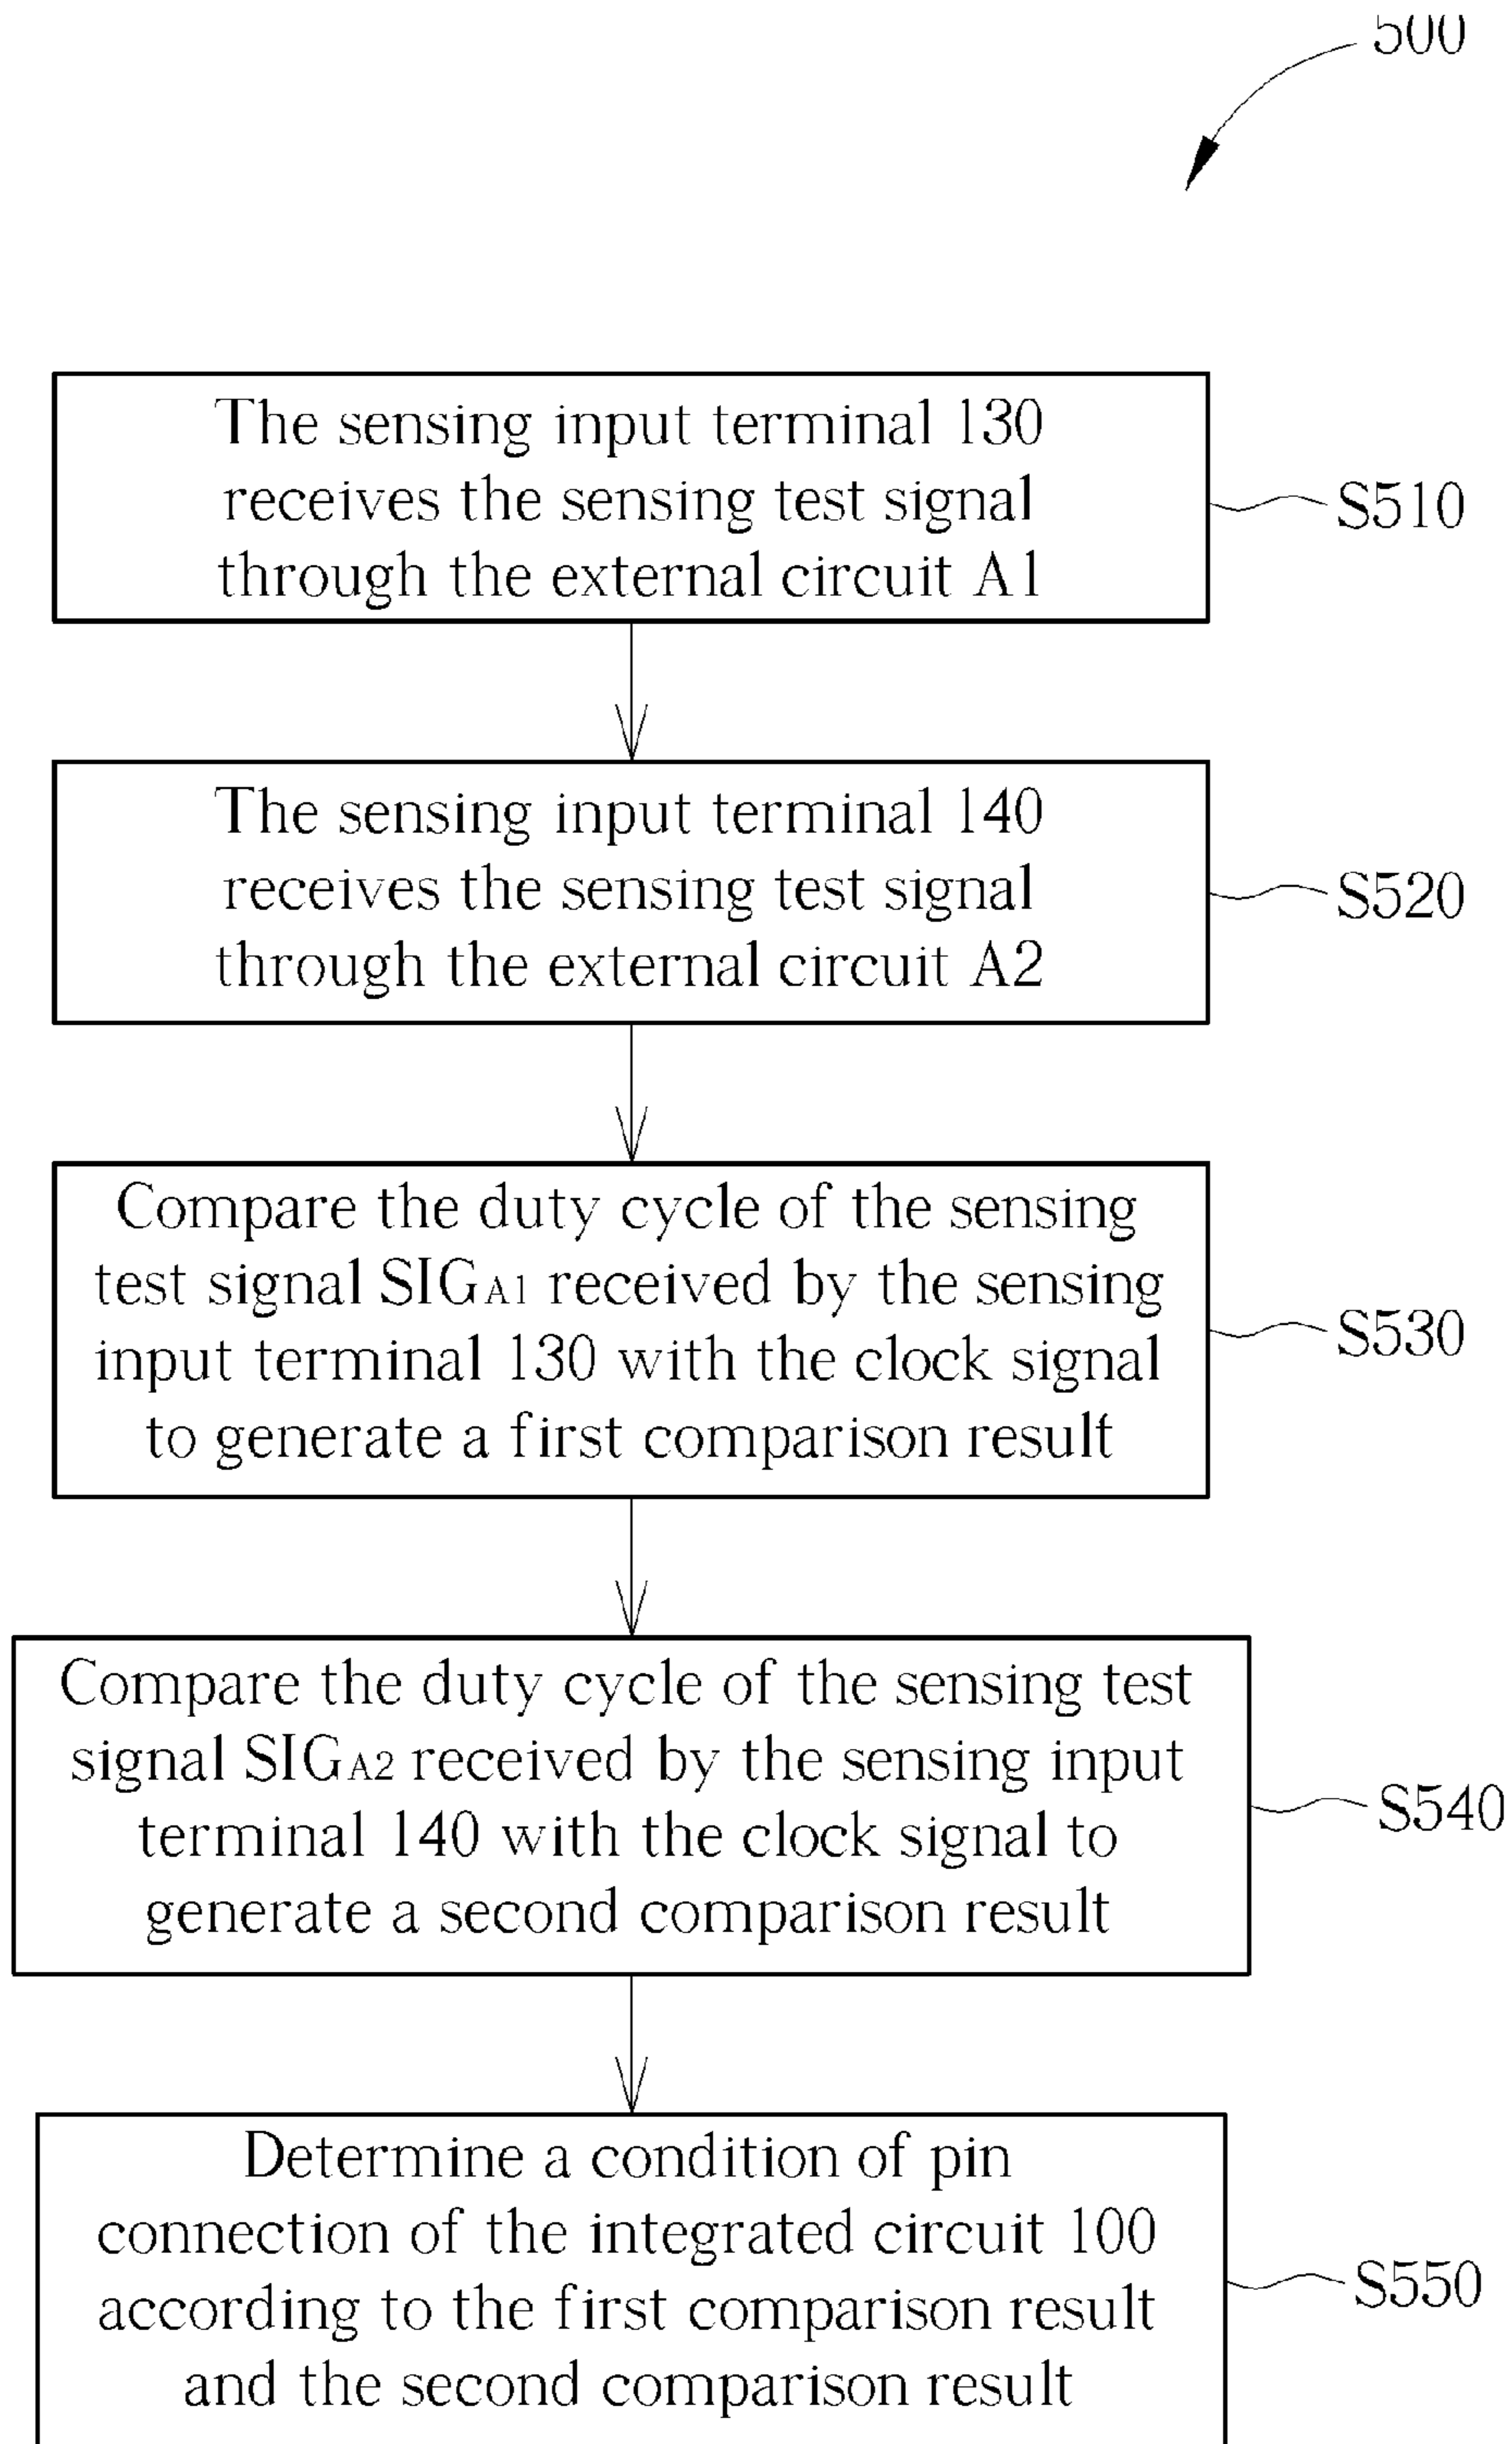 500
The sensing input terminal 130
receives the sensing test signal
through the external circuit A1
S510
The sensing input terminal 140
receives the sensing test signal
through the external circuit A2
S520
Compare the duty cycle of the sensing
test signal SIGA1 received by the sensing
input terminal 130 with the clock signal
to generate a first comparison result
S530
Compare the duty cycle of the sensing test
signal SIGA2 received by the sensing input
terminal 140 with the clock signal to
generate a second comparison result
S540
Determine a condition of pin
connection of the integrated circuit 100
according to the first comparison result
and the second comparison result
S550